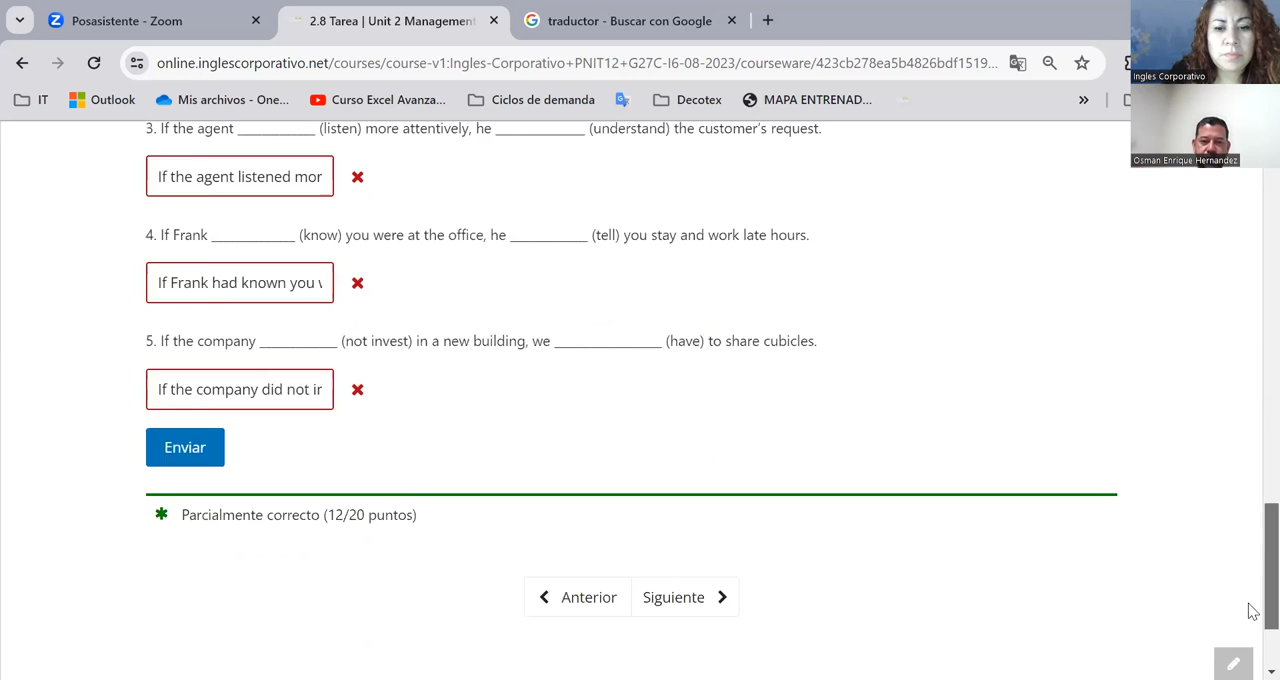 Posasistente - Zoom
2.8 Tarea | Unit 2 Management
traductor - Buscar con Google
online.inglescorporativo.net/courses/course-v1:Ingles-Corporativo+PNIT12+G27C-I6-08-2023/courseware/423cb278ea5b4826bdf1519...
IT
Outlook
Mis archivos - One...
Curso Excel Avanza...
Ciclos de demanda
Decotex
MAPA ENTRENAD...
»
Ingles Corporativo
Osman Enrique Hernandez
3. If the agent ___________ (listen) more attentively, he ____________ (understand) the customer's request.
If the agent listened mor
4. If Frank ____________ (know) you were at the office, he ___________ (tell) you stay and work late hours.
If Frank had known you
5. If the company ___________ (not invest) in a new building, we _______________ (have) to share cubicles.
If the company did not ir
Enviar
Parcialmente correcto (12/20 puntos)
Anterior
Siguiente